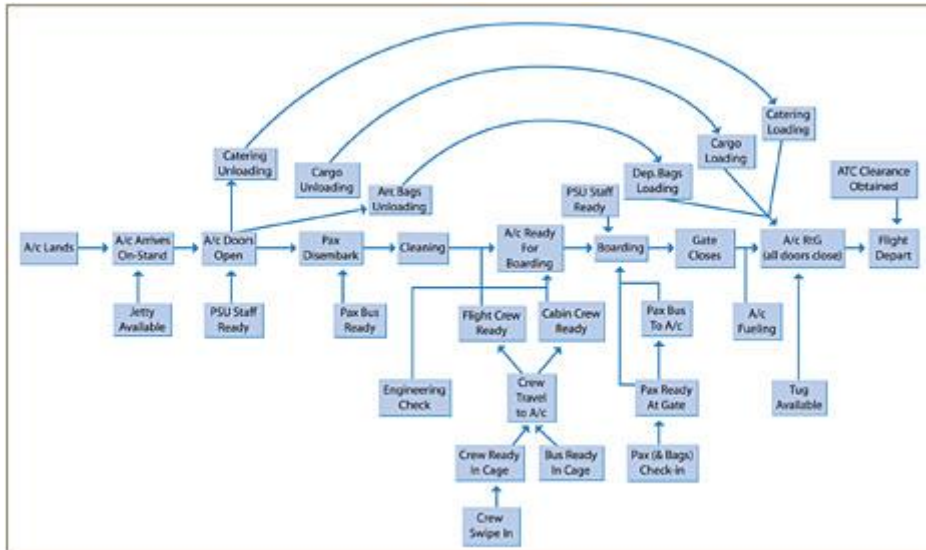 Catering
Loading
Cargo
Loading
Catering
Unloading
Cargo
Unloading
Arr. Bags
Unloading
Dep. Bags
Loading
ATC Clearance
Obtained
PSU Staff
Ready
A/c Lands
A/c Arrives
On-Stand
A/c Doors
Open
Pax
Disembark
Cleaning
A/c Ready
For
Boarding
Boarding
Gate
Closes
A/c RtG
(all doors close)
Flight
Depart
Jetty
Available
PSU Staff
Ready
Pax Bus
Ready
Flight Crew
Ready
Cabin Crew
Ready
Pax Bus
To A/c
A/c
Fueling
Engineering
Check
Crew
Travel
to A/c
Pax Ready
At Gate
Tug
Available
Crew Ready
In Cage
Bus Ready
In Cage
Pax (& Bags)
Check-in
Crew
Swipe In